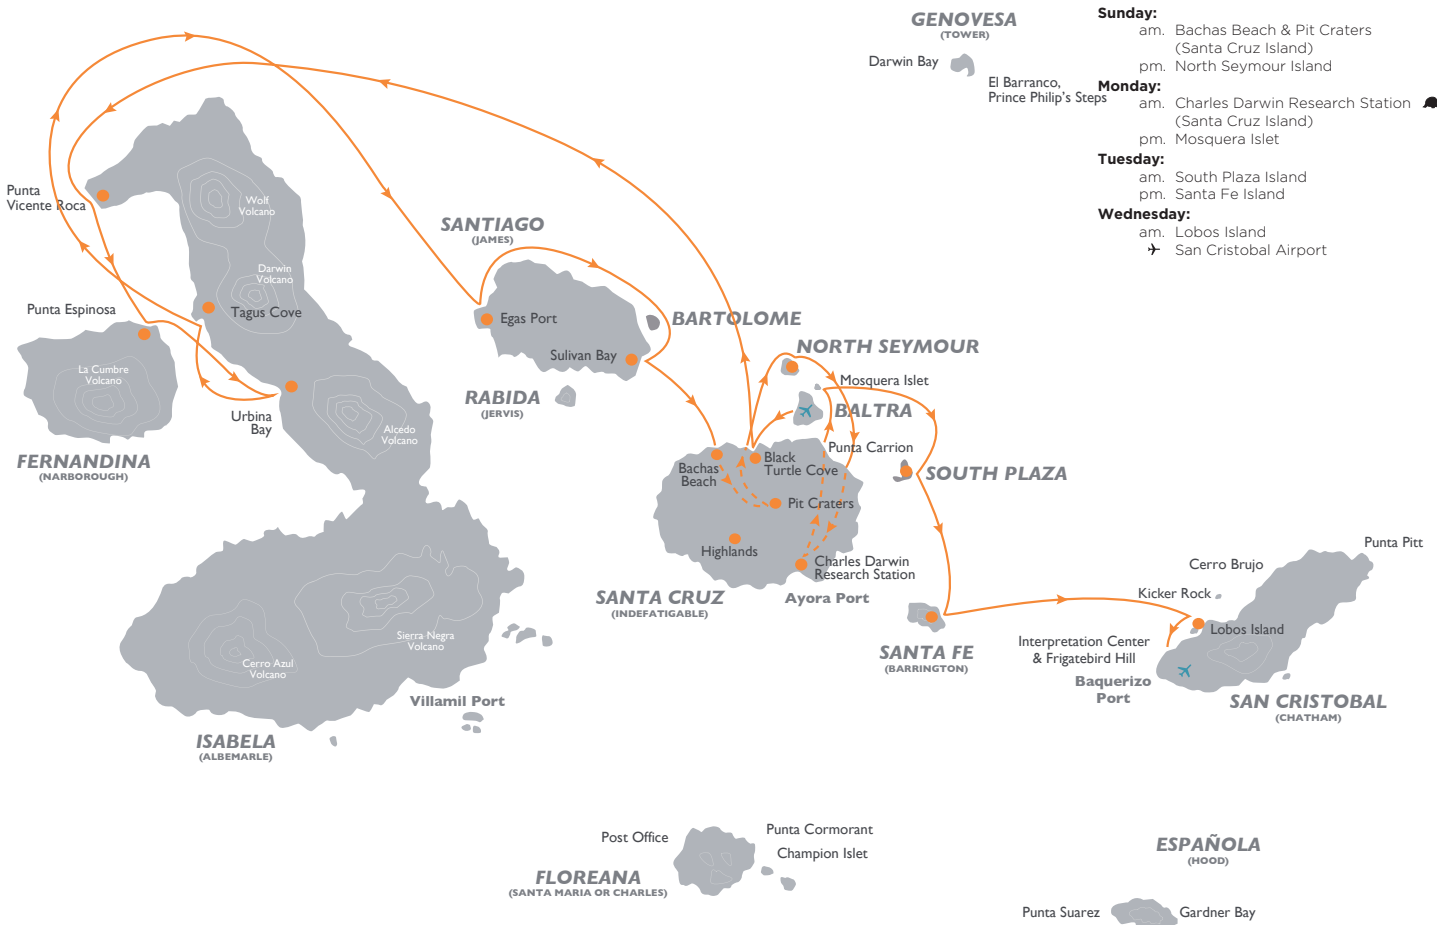 GENOVESA
(TOWER)
Darwin Bay
El Barranco,
Prince Philip's Steps
Sunday:
am. Bachas Beach & Pit Craters
(Santa Cruz Island)
pm. North Seymour Island
Monday:
am. Charles Darwin Research Station
(Santa Cruz Island)
pm. Mosquera Islet
Tuesday:
am. South Plaza Island
pm. Santa Fe Island
Wednesday:
am. Lobos Island
San Cristobal Airport
Punta
Vicente Roca
Wolf
Volcano
Darwin
Volcano
Tagus Cove
Punta Espinosa
La Cumbre
Volcano
FERNANDINA
(NARBOROUGH)
Urbina
Bay
Alcedo
Volcano
SANTIAGO
(JAMES)
Egas Port
Sulivan Bay
BARTOLOME
RABIDA
(JERVIS)
NORTH SEYMOUR
Mosquera Islet
BALTRA
Punta Carrion
SOUTH PLAZA
Bachas
Beach
Black
Turtle Cove
Pit Craters
Highlands
Charles Darwin
Research Station
SANTA CRUZ
(INDEFATIGABLE)
Ayora Port
SANTA FE
(BARRINGTON)
Punta Pitt
Cerro Brujo
Kicker Rock
Lobos Island
Interpretation Center
& Frigatebird Hill
Baquerizo
Port
SAN CRISTOBAL
(CHATHAM)
Sierra Negra
Volcano
Cerro Azul
Volcano
Villamil Port
ISABELA
(ALBEMARLE)
Post Office
Punta Cormorant
Champion Islet
FLOREANA
(SANTA MARIA OR CHARLES)
ESPAÑOLA
(HOOD)
Punta Suarez
Gardner Bay